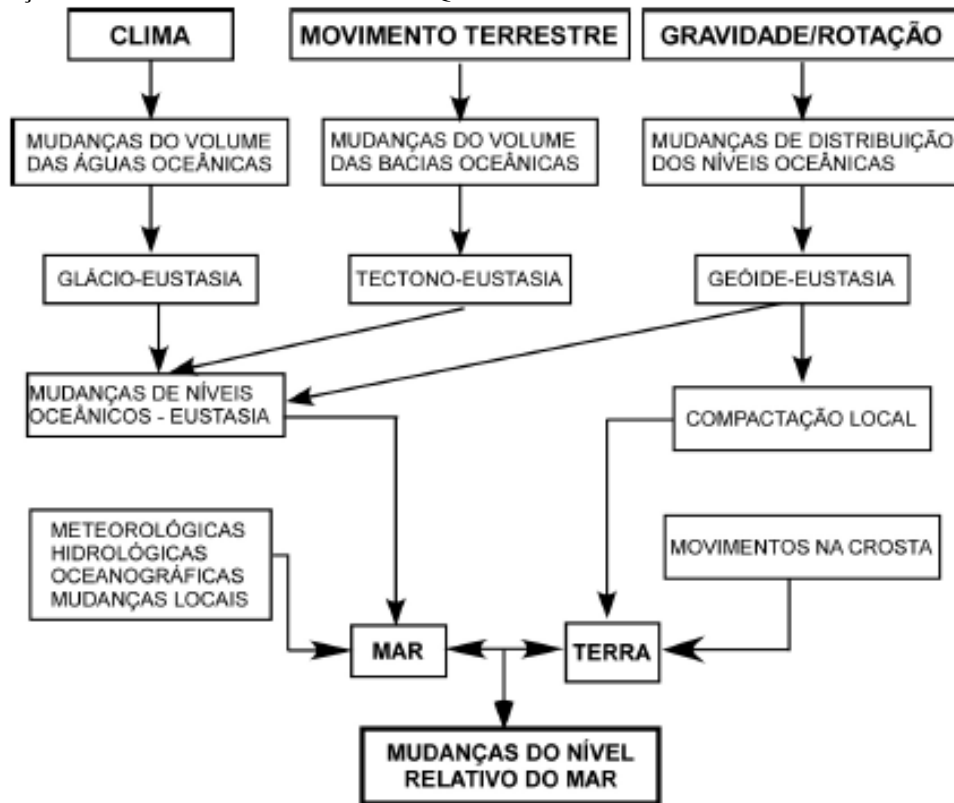 CLIMA
MOVIMENTO TERRESTRE
GRAVIDADE/ROTAÇÃO
MUDANÇAS DO VOLUME
DAS ÁGUAS OCEÂNICAS
MUDANÇAS DO VOLUME
DAS BACIAS OCEÂNICAS
MUDANÇAS DE DISTRIBUIÇÃO
DOS NÍVEIS OCEÂNICAS
GLÁCIO-EUSTASIA
TECTONO-EUSTASIA
GEÓIDE-EUSTASIA
MUDANÇAS DE NÍVEIS
OCEÂNICOS - EUSTASIA
COMPACTAÇÃO LOCAL
METEOROLÓGICAS
HIDROLÓGICAS
OCEANOGRÁFICAS
MUDANÇAS LOCAIS
MOVIMENTOS NA CROSTA
MAR
TERRA
MUDANÇAS DO NÍVEL
RELATIVO DO MAR